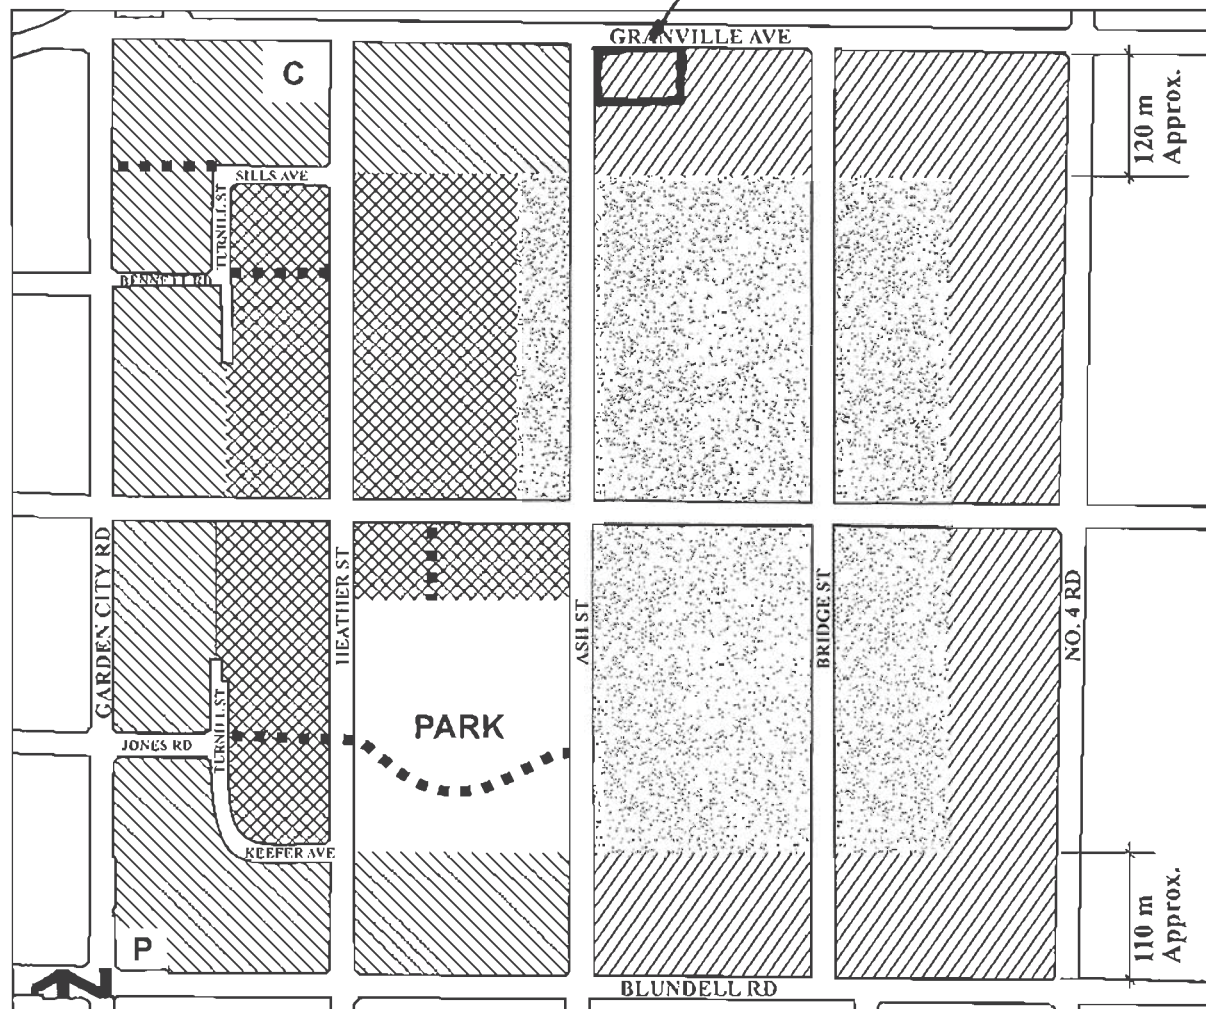 GRANVILLE AVE
C
120 m
Approx.
SILLS AVE
TURNILL ST
BENNETT RD
GARDEN CITY RD
HEATHER ST
ASH ST
BRIDGE ST
NO. 4 RD
PARK
JONES RD
TURNILL ST
KEEFER AVE
110 m
Approx.
P
BLUNDELL RD